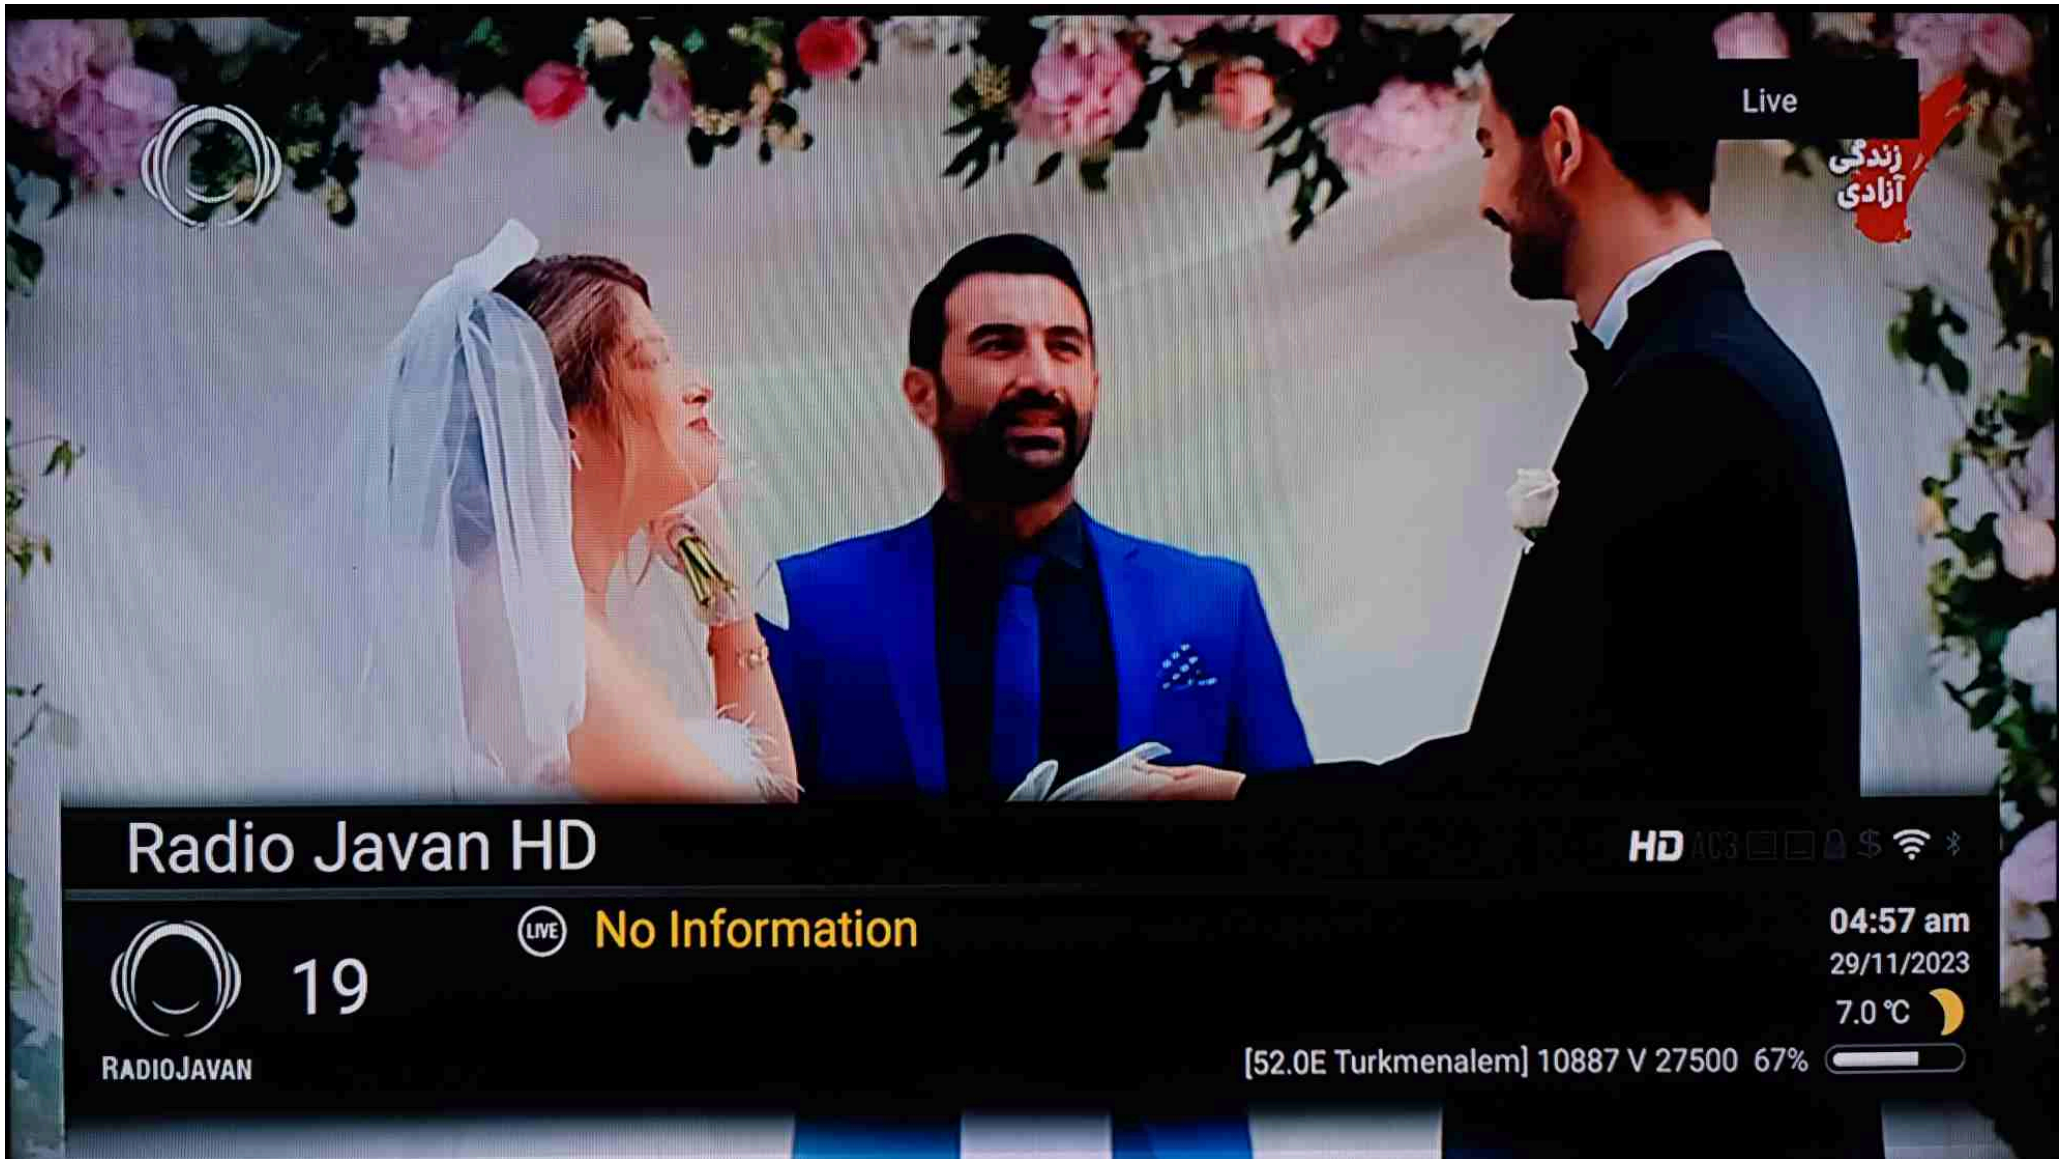 Live
زندگی
آزادی
Radio Javan HD
HD AC3 $
LIVE No Information
04:57 am
29/11/2023
19
7.0 °C
RADIOJAVAN
[52.0E Turkmenalem] 10887 V 27500 67%